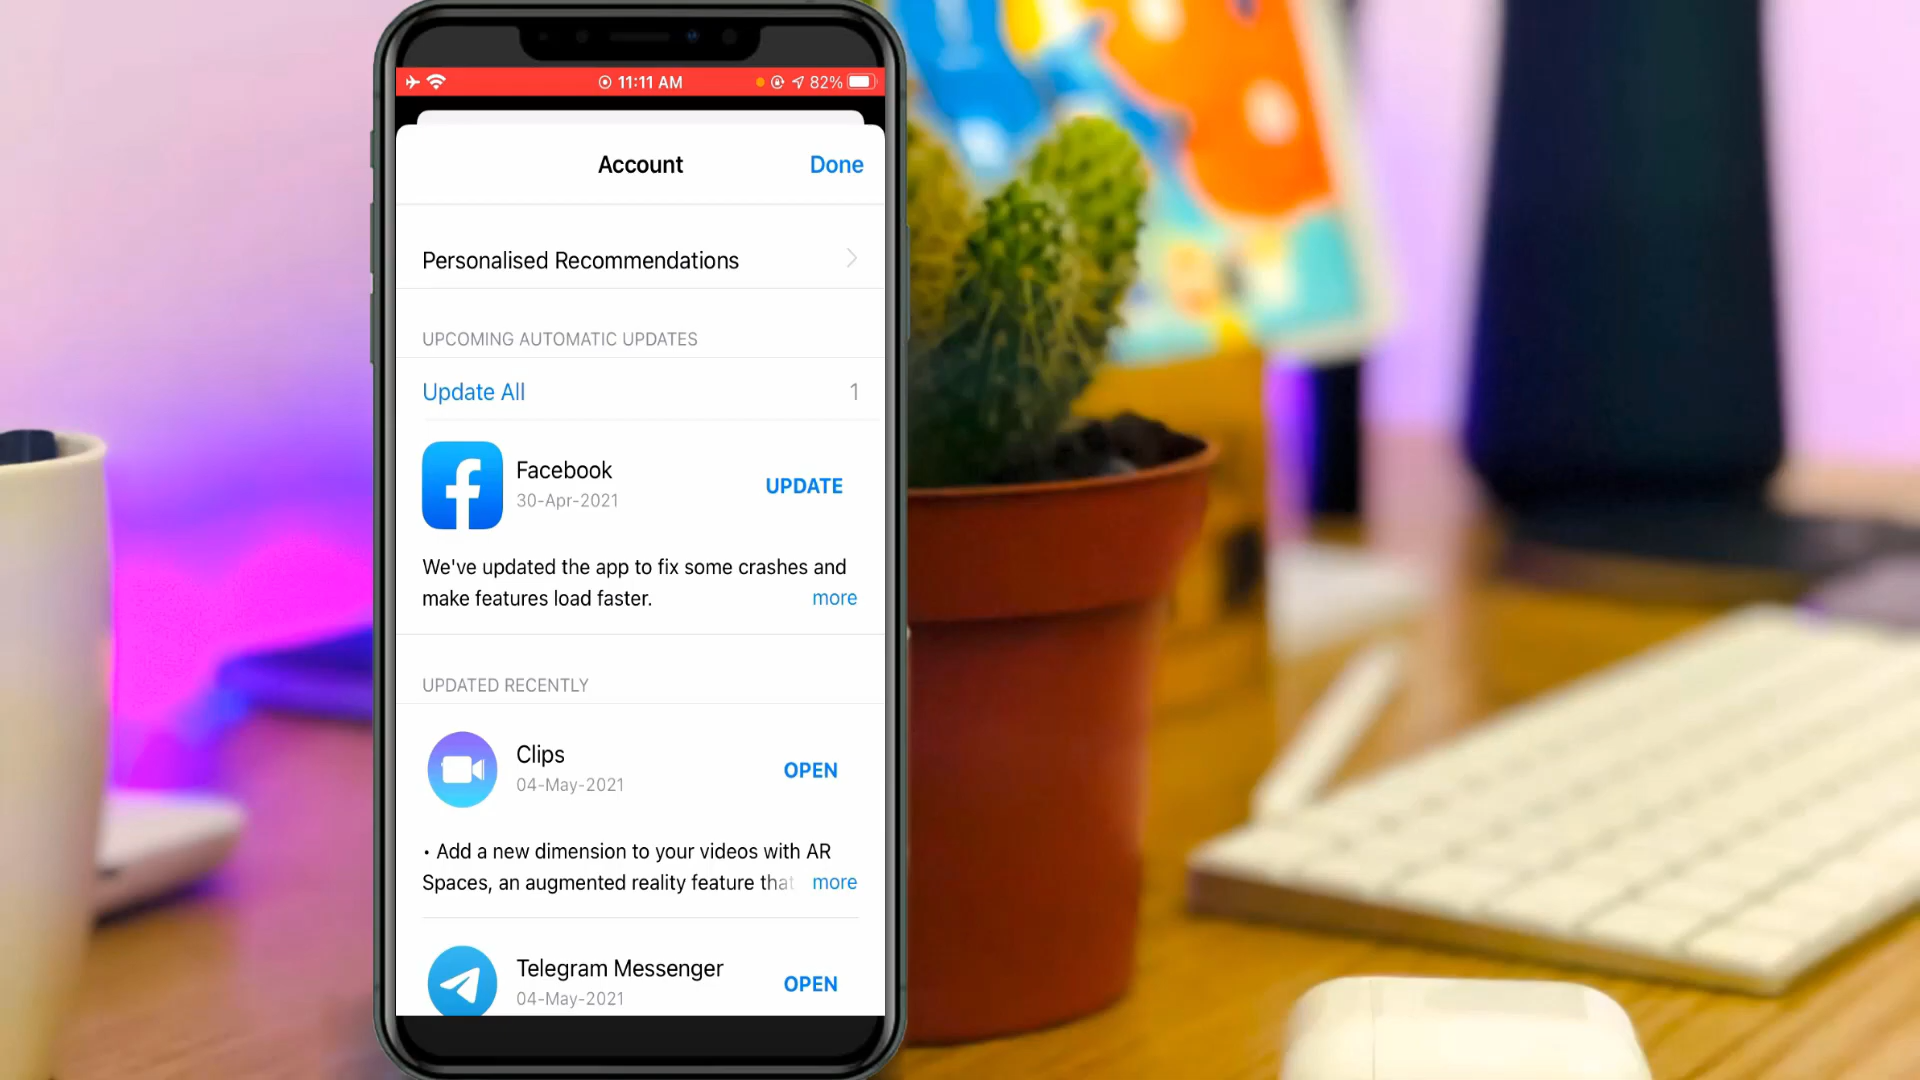 11:11 AM
82%
Account
Done
Personalised Recommendations
UPCOMING AUTOMATIC UPDATES
Update All
1
Facebook
30-Apr-2021
UPDATE
We've updated the app to fix some crashes and
make features load faster.
more
UPDATED RECENTLY
Clips
04-May-2021
OPEN
• Add a new dimension to your videos with AR
Spaces, an augmented reality feature that
more
Telegram Messenger
04-May-2021
OPEN